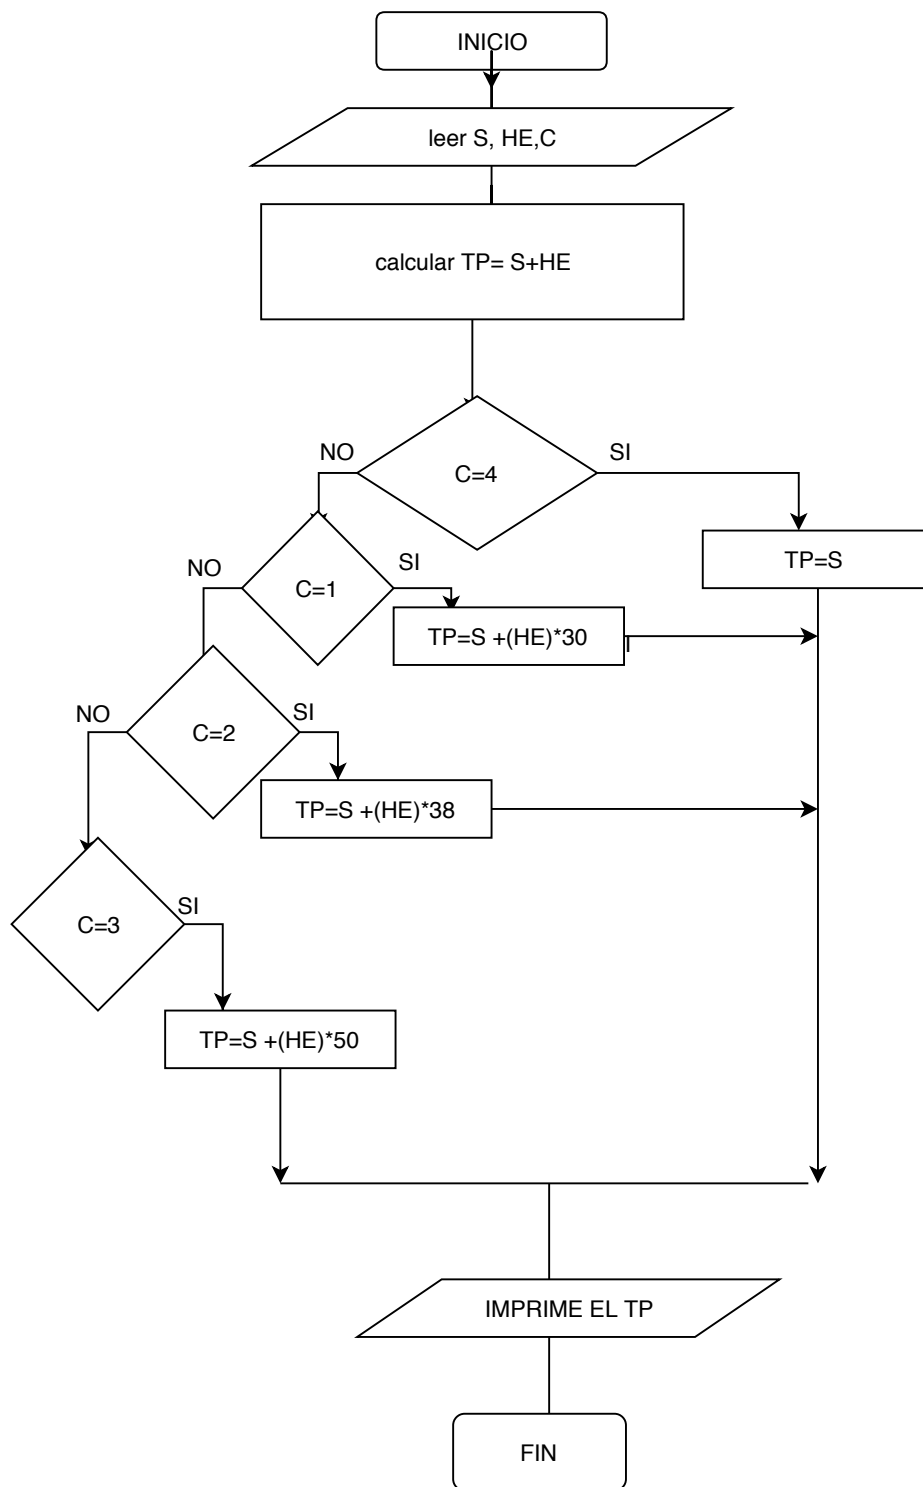 INICIO
leer S, HE,C
calcular TP= S+HE
NO
SI
C=4
NO
SI
C=1
TP=S
TP=S +(HE)*30
NO
SI
C=2
TP=S +(HE)*38
SI
C=3
TP=S +(HE)*50
IMPRIME EL TP
FIN